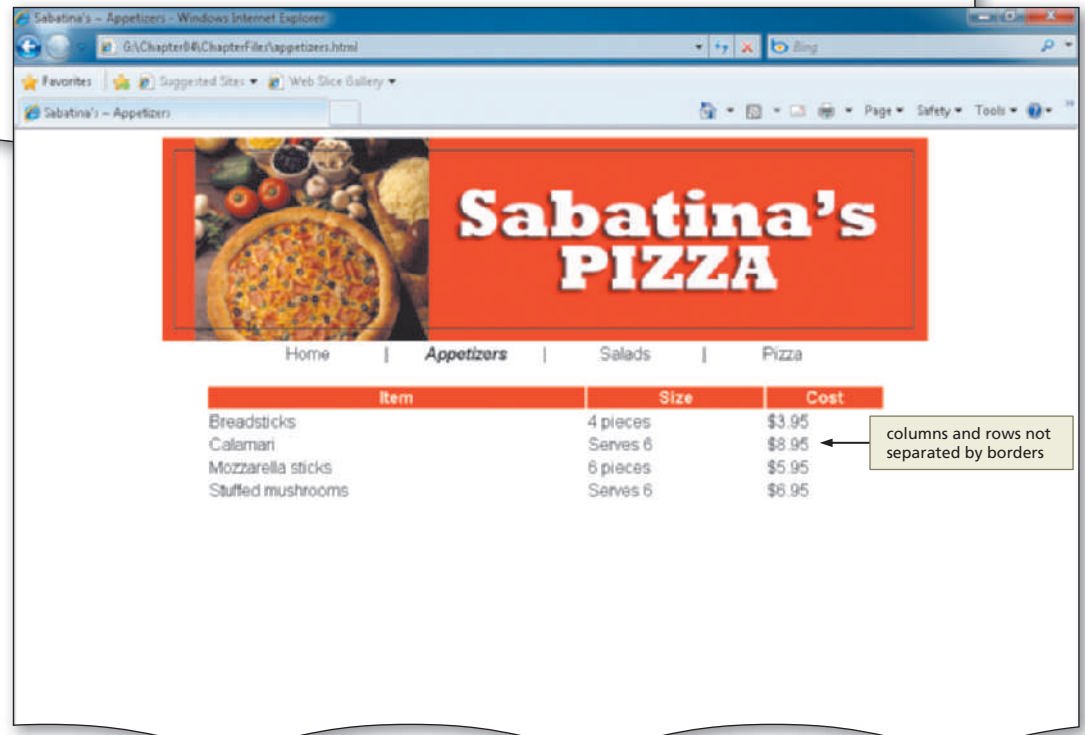 Sabatina's – Appetizers - Windows Internet Explorer
G:\Chapter04\ChapterFiles\appetizers.html
Bing
Favorites Suggested Sites Web Slice Gallery
Sabatina's – Appetizers
Page Safety Tools
Sabatina's
PIZZA
Home | Appetizers | Salads | Pizza
Item Size Cost
Breadsticks 4 pieces $3.95
Calamari Serves 6 $8.95
Mozzarella sticks 6 pieces $5.95
Stuffed mushrooms Serves 6 $6.95
columns and rows not
separated by borders